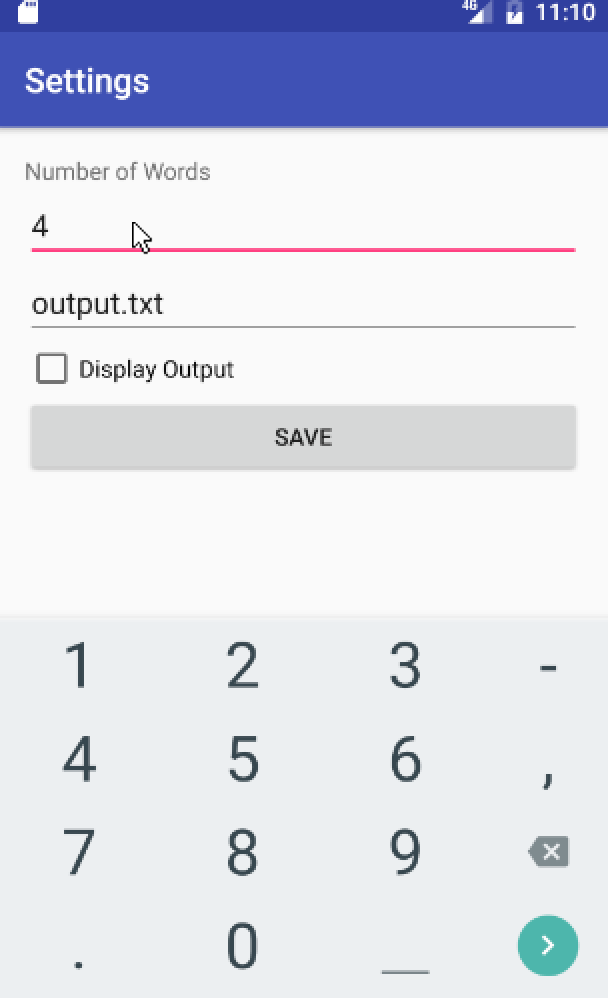 4G 11:10
Settings
Number of Words
4
output.txt
Display Output
SAVE
1 2 3 -
4 5 6 ,
7 8 9
. 0 _